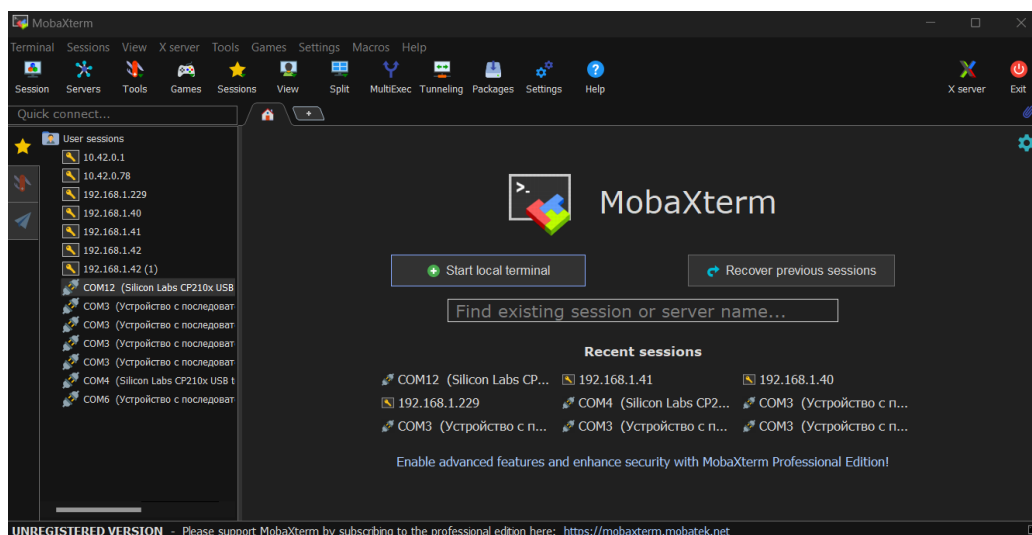 MobaXterm
Terminal Sessions View X server Tools Games Settings Macros Help
Session Servers Tools Games Sessions View Split MultiExec Tunneling Packages Settings Help X server Exit
Quick connect...
User sessions
10.42.0.1
10.42.0.78
192.168.1.229
192.168.1.40
192.168.1.41
192.168.1.42
192.168.1.42 (1)
COM12 (Silicon Labs CP210x USB
COM3 (Устройство с последоват
COM3 (Устройство с последоват
COM3 (Устройство с последоват
COM3 (Устройство с последоват
COM4 (Silicon Labs CP210x USB t
COM6 (Устройство с последоват
>_ MobaXterm
Start local terminal Recover previous sessions
Find existing session or server name...
Recent sessions
COM12 (Silicon Labs CP... 192.168.1.41 192.168.1.40
192.168.1.229 COM4 (Silicon Labs CP2... COM3 (Устройство с п...
COM3 (Устройство с п... COM3 (Устройство с п... COM3 (Устройство с п...
Enable advanced features and enhance security with MobaXterm Professional Edition!
UNREGISTERED VERSION - Please support MobaXterm by subscribing to the professional edition here: https://mobaxterm.mobatek.net